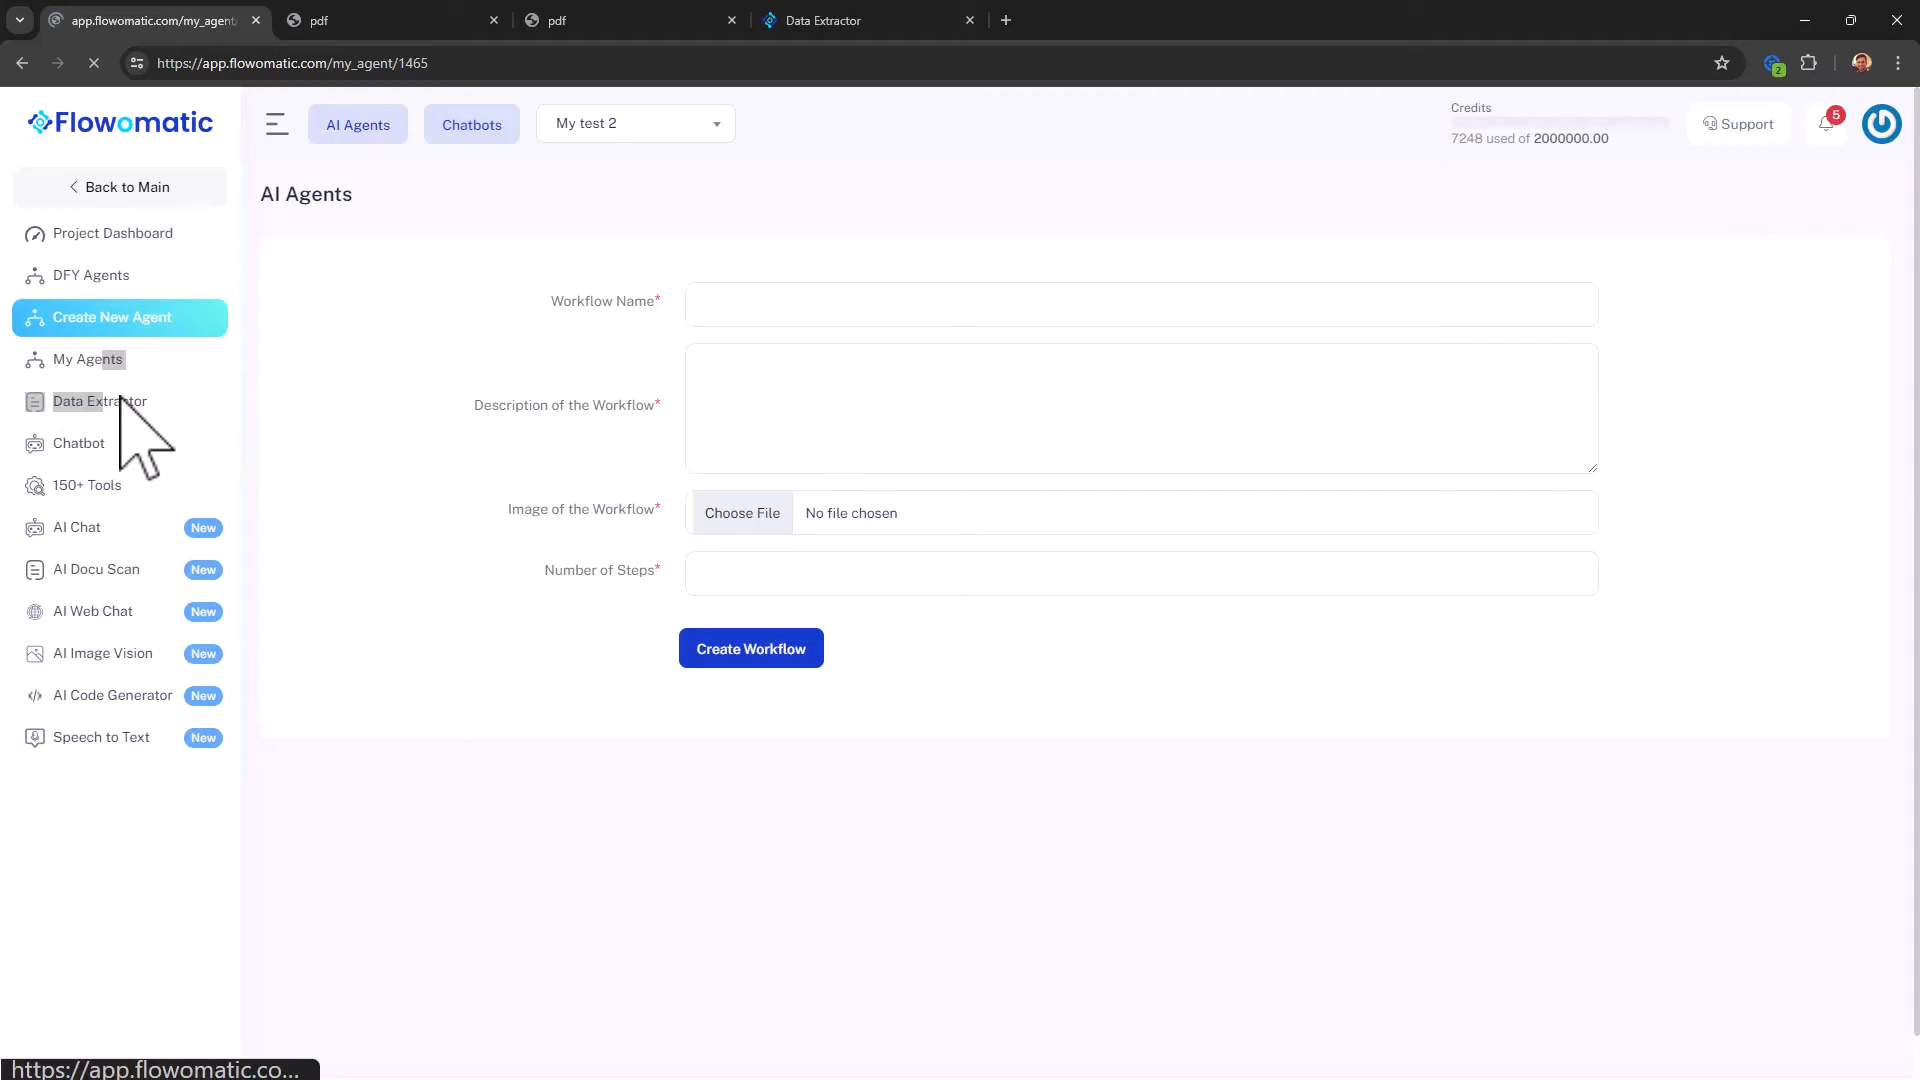 app.flowomatic.com/my_agent
pdf
pdf
Data Extractor
https://app.flowomatic.com/my_agent/1465
Flowomatic
AI Agents
Chatbots
My test 2
Credits
7248 used of 2000000.00
Support
5
2
Back to Main
Project Dashboard
DFY Agents
Create New Agent
My Agents
Data Extractor
Chatbot
150+ Tools
AI Chat New
AI Docu Scan New
AI Web Chat New
AI Image Vision New
AI Code Generator New
Speech to Text New
AI Agents
Workflow Name*
Description of the Workflow*
Image of the Workflow*
Choose File No file chosen
Number of Steps*
Create Workflow
https://app.flowomatic.co...